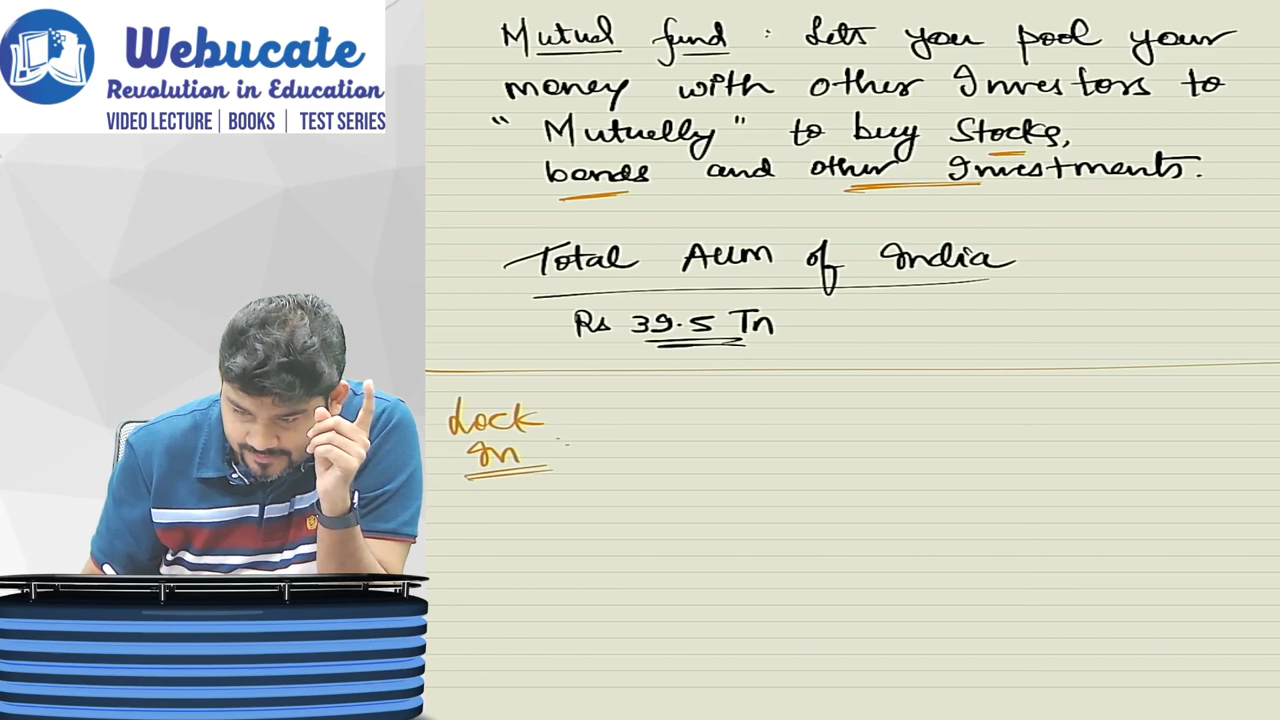 Webucate
Revolution in Education
VIDEO LECTURE | BOOKS | TEST SERIES
Mutual fund : Lets you pool your
money with other Investors to
"Mutually" to buy Stocks,
bonds and other Investments.
Total AUM of India
Rs 39.5 Tn
Lock
In